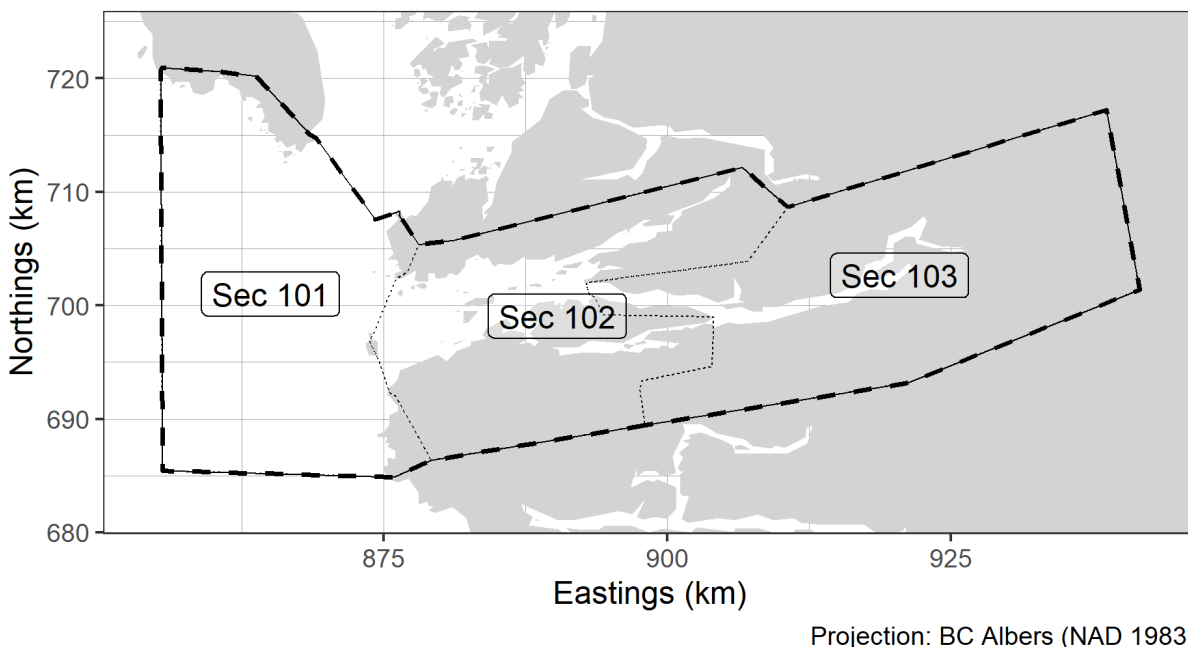 Northings (km)
720
710
700
690
680
Sec 101
Sec 102
Sec 103
875
900
925
Eastings (km)
Projection: BC Albers (NAD 1983